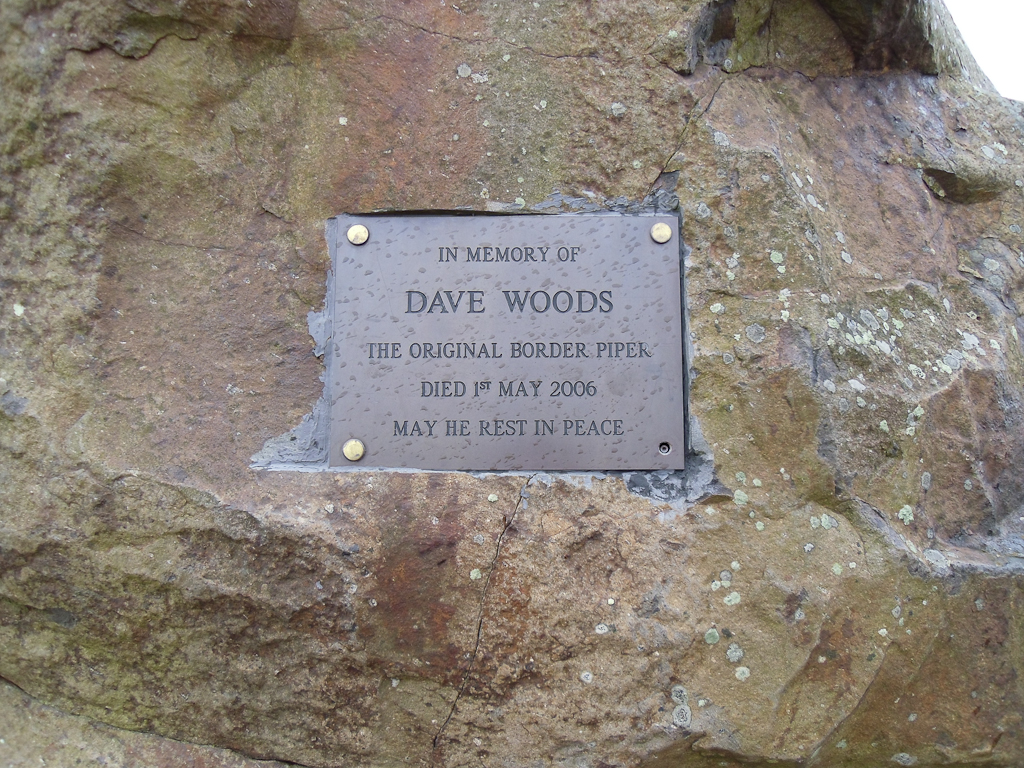 IN MEMORY OF
DAVE WOODS
THE ORIGINAL BORDER PIPER
DIED 1ST MAY 2006
MAY HE REST IN PEACE